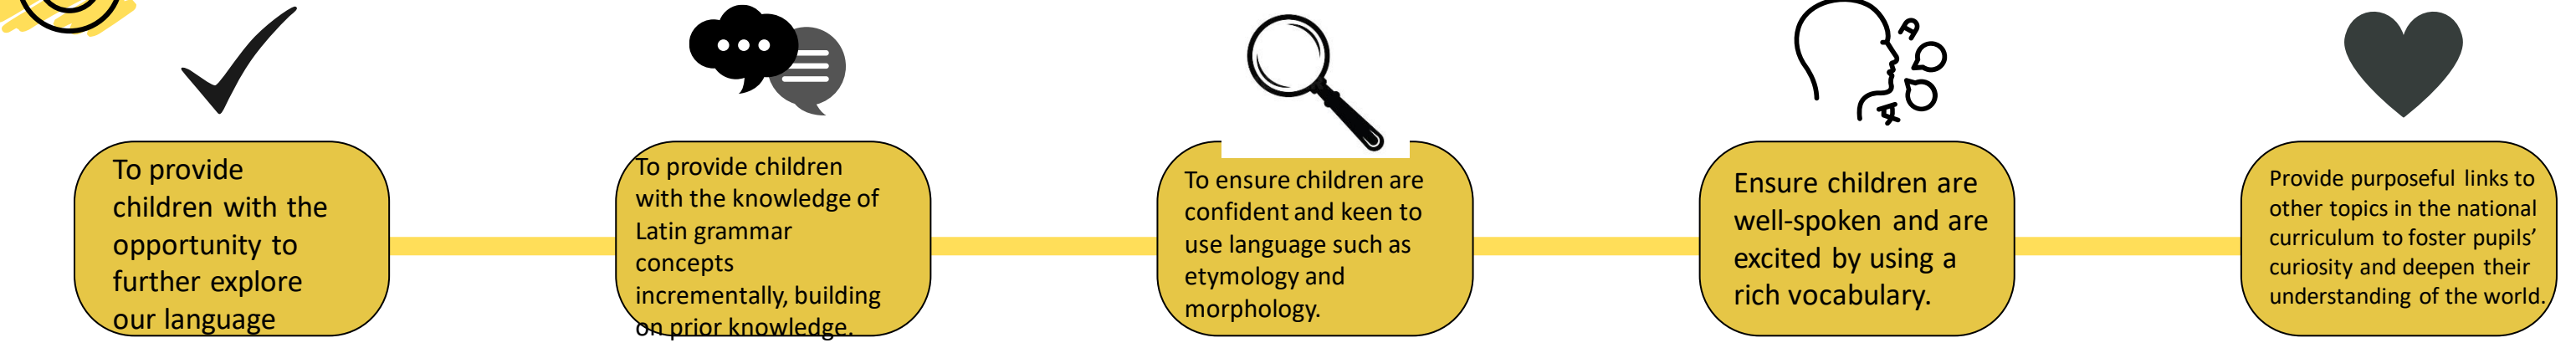 To provide
children with the
opportunity to
further explore
our language
To provide children
with the knowledge of
Latin grammar
concepts
incrementally, building
on prior knowledge.
To ensure children are
confident and keen to
use language such as
etymology and
morphology.
Ensure children are
well-spoken and are
excited by using a
rich vocabulary.
Provide purposeful links to
other topics in the national
curriculum to foster pupils’
curiosity and deepen their
understanding of the world.